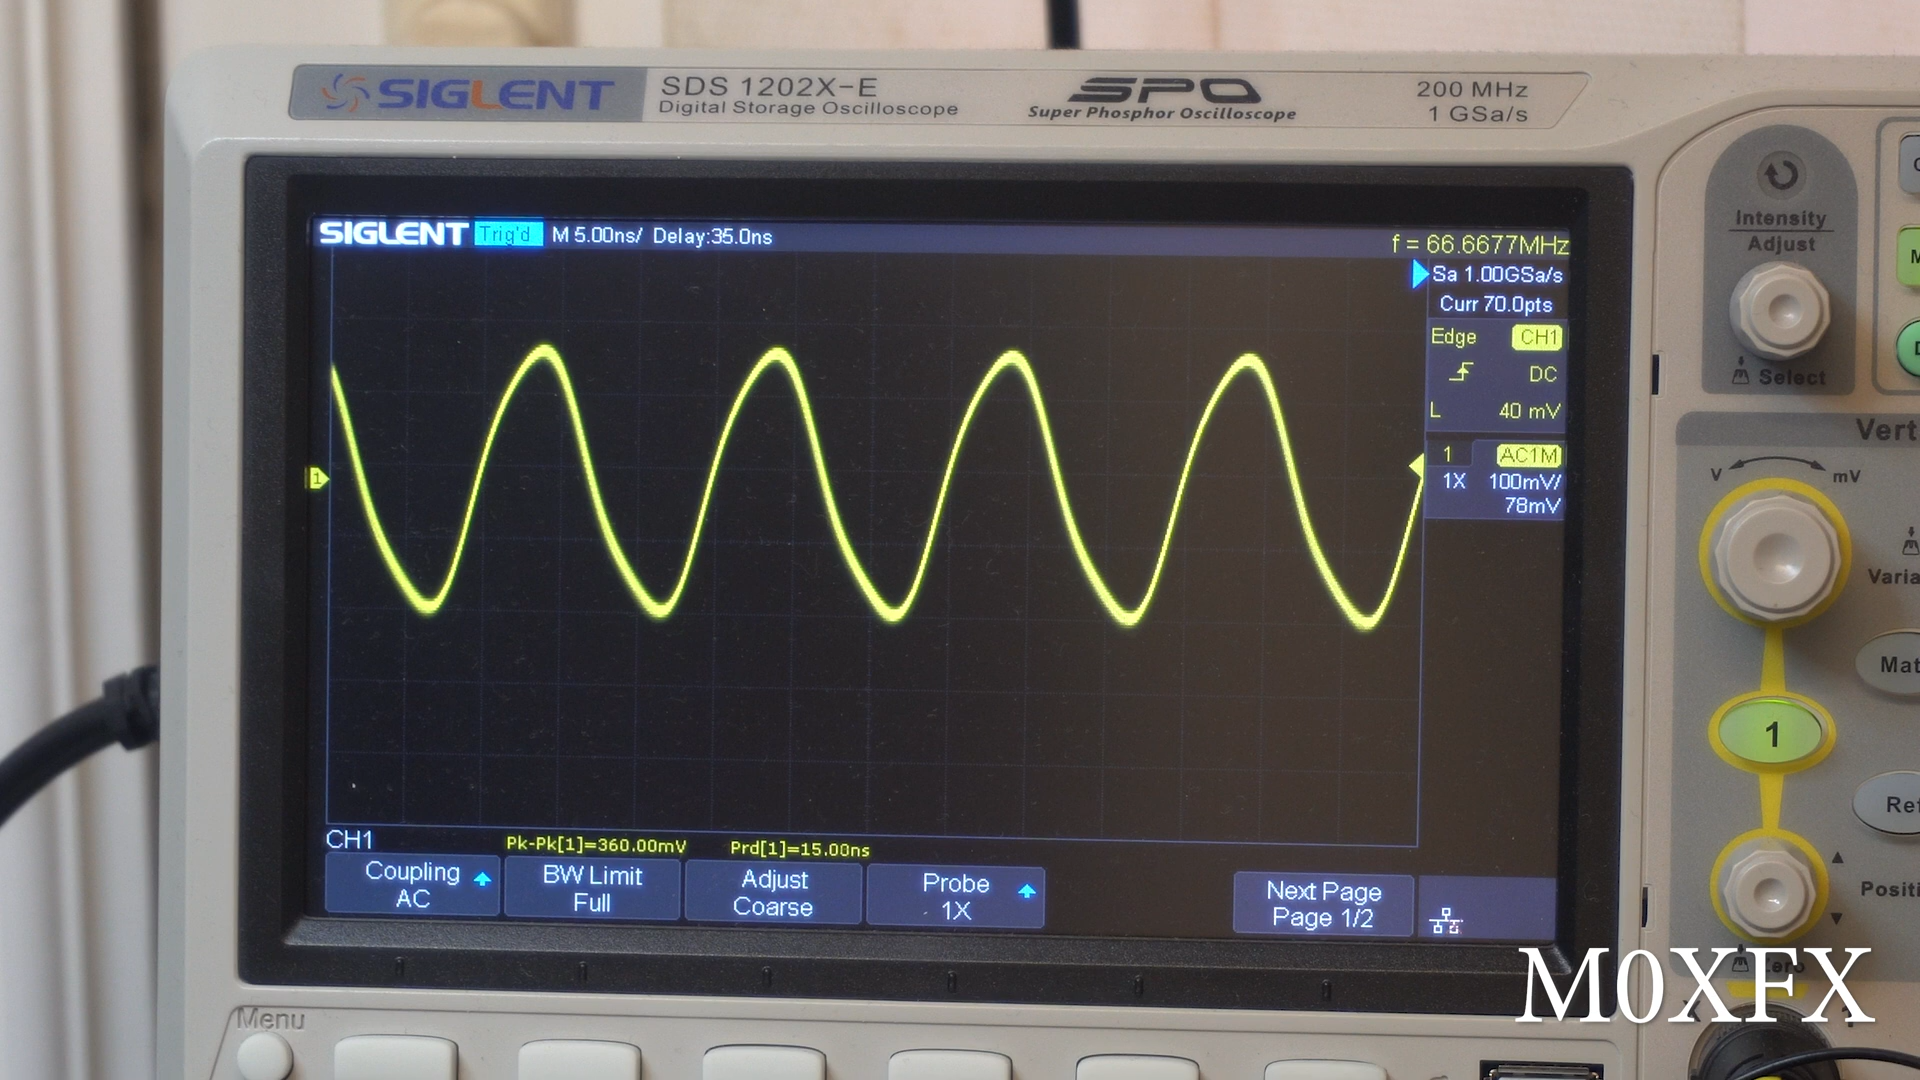 SIGLENT
SDS 1202X-E
Digital Storage Oscilloscope
SPO
Super Phosphor Oscilloscope
200 MHz
1 GSa/s
Intensity
Adjust
Select
SIGLENT Trig'd M 5.00ns/ Delay:35.0ns
f = 66.6677MHz
Sa 1.00GSa/s
Curr 70.0pts
Edge CH1
DC
L 40 mV
1 AC1M
1X 100mV/
78mV
1
CH1
Pk-Pk[1]=360.00mV Prd[1]=15.00ns
Coupling
AC
BW Limit
Full
Adjust
Coarse
Probe
1X
Next Page
Page 1/2
Vert
V mV
Varia
Mat
1
Ref
Positi
Zero
M0XFX
Menu
X